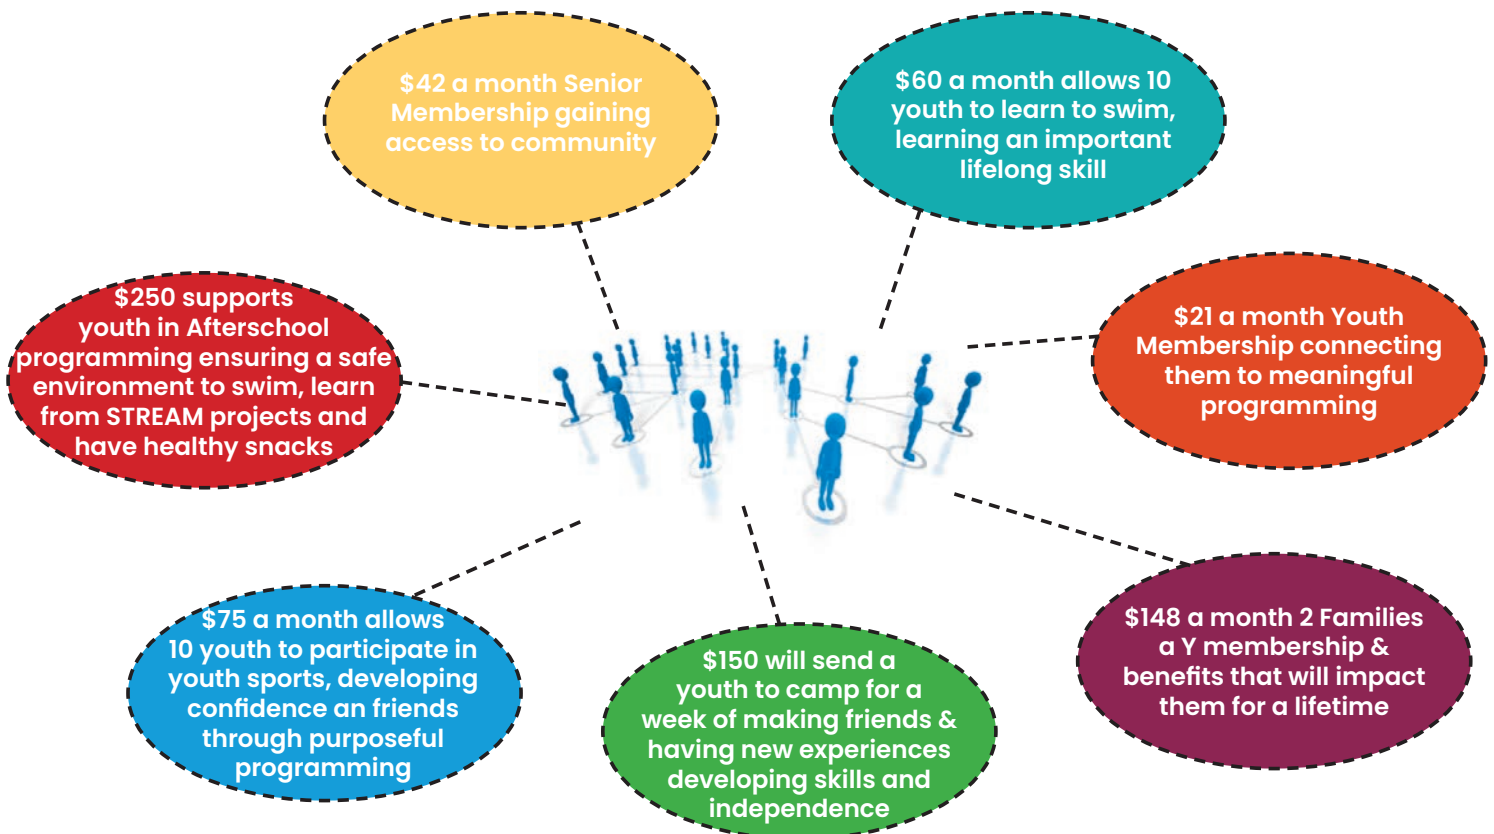 $42 a month Senior
Membership gaining
access to community
$60 a month allows 10
youth to learn to swim,
learning an important
lifelong skill
$250 supports
youth in Afterschool
programming ensuring a safe
environment to swim, learn
from STREAM projects and
have healthy snacks
$21 a month Youth
Membership connecting
them to meaningful
programming
$75 a month allows
10 youth to participate in
youth sports, developing
confidence an friends
through purposeful
programming
$150 will send a
youth to camp for a
week of making friends &
having new experiences
developing skills and
independence
$148 a month 2 Families
a Y membership &
benefits that will impact
them for a lifetime